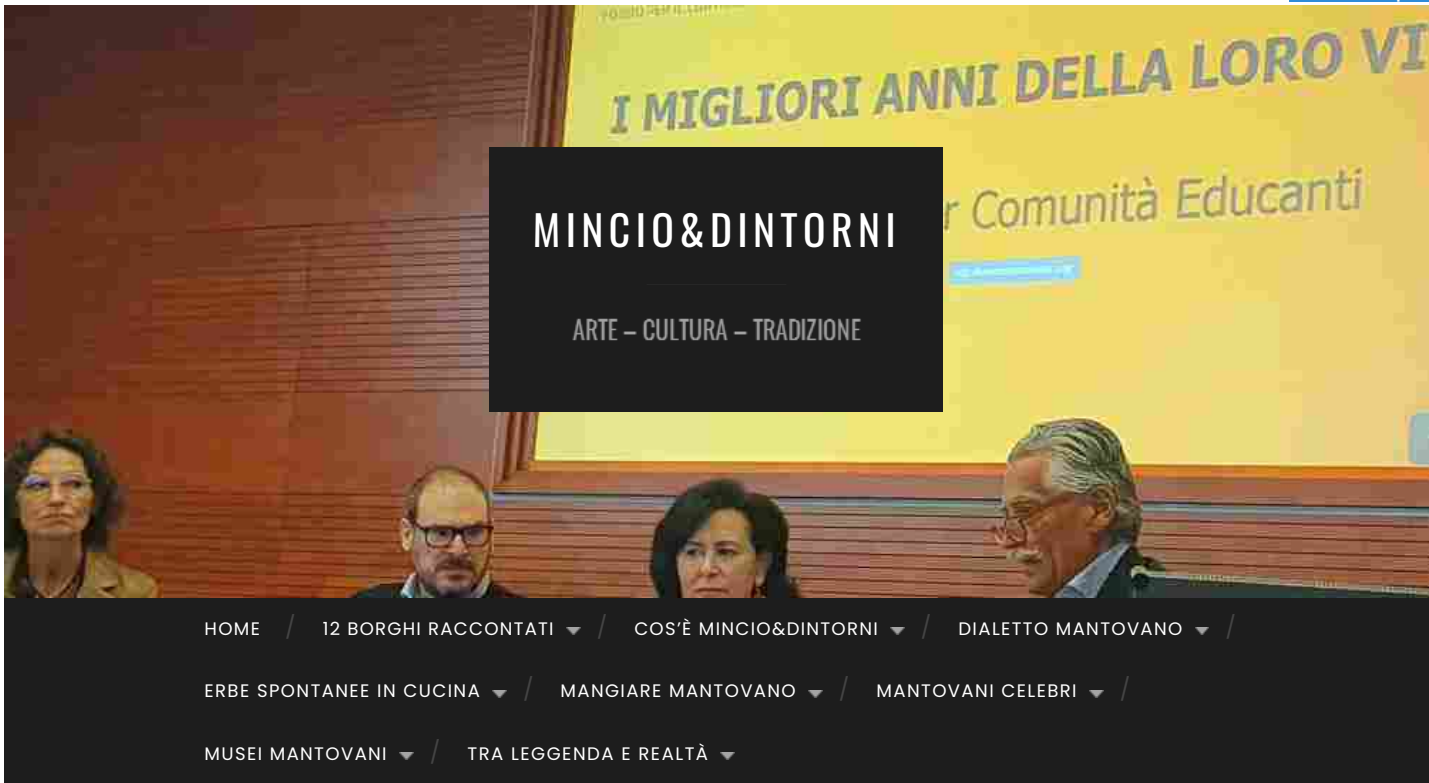 I MIGLIORI ANNI DELLA LORO VI
r Comunità Educanti
MINCIO&DINTORNI
ARTE – CULTURA – TRADIZIONE
HOME / 12 BORGHI RACCONTATI / COS'È MINCIO&DINTORNI / DIALETTO MANTOVANO /
ERBE SPONTANEE IN CUCINA / MANGIARE MANTOVANO / MANTOVANI CELEBRI /
MUSEI MANTOVANI / TRA LEGGENDA E REALTÀ